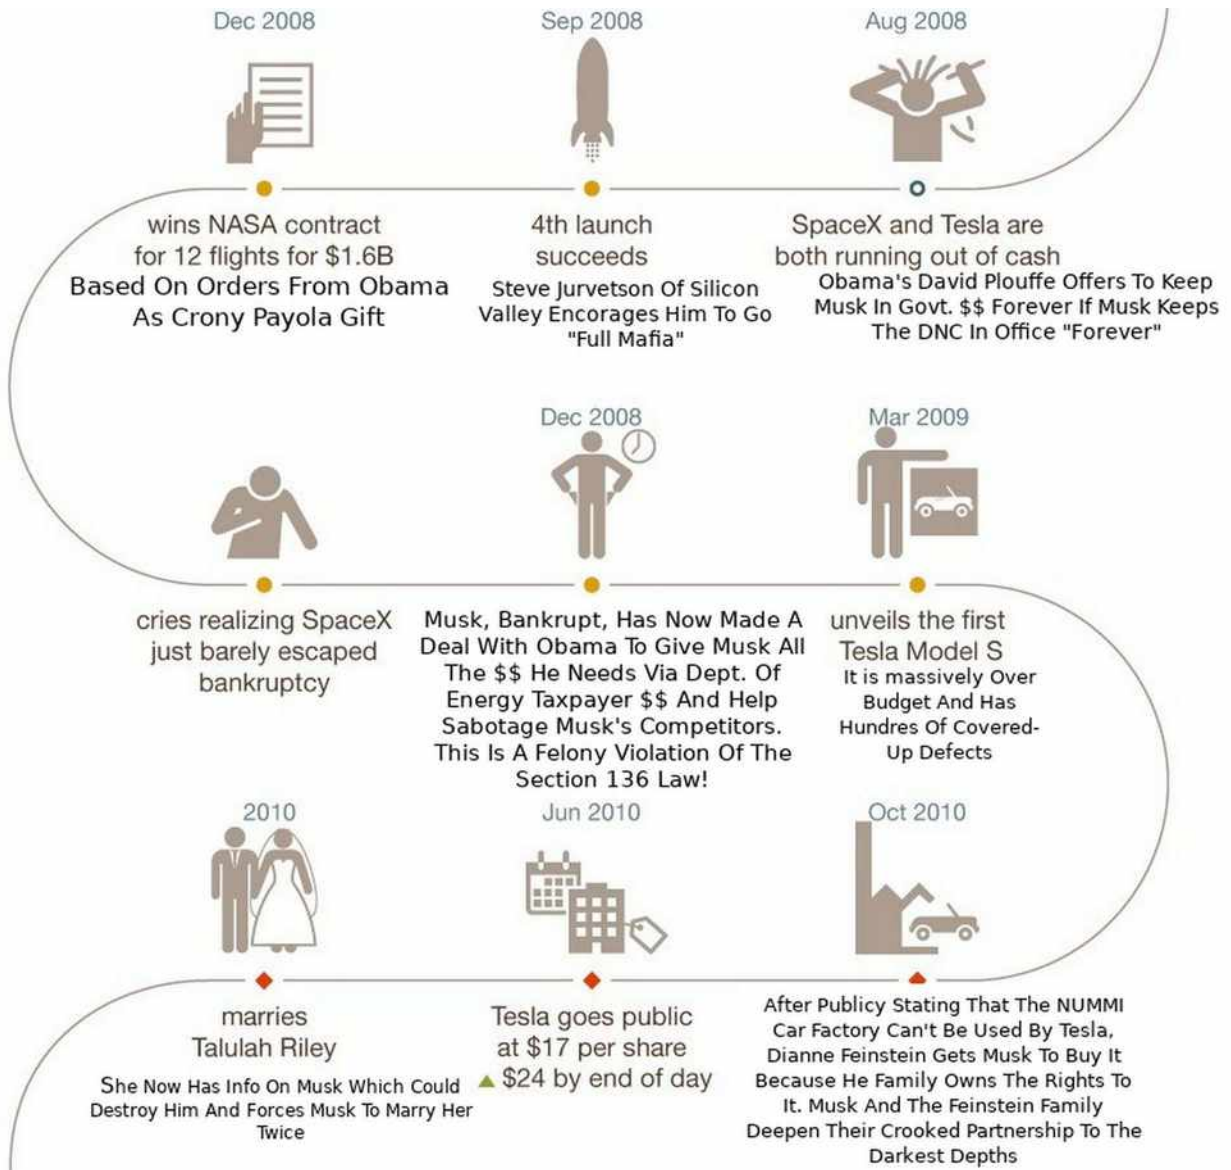 Dec 2008
Sep 2008
Aug 2008
wins NASA contract
for 12 flights for $1.6B
Based On Orders From Obama
As Crony Payola Gift
4th launch
succeeds
Steve Jurvetson Of Silicon
Valley Encorages Him To Go
"Full Mafia"
SpaceX and Tesla are
both running out of cash
Obama's David Plouffe Offers To Keep
Musk In Govt. $$ Forever If Musk Keeps
The DNC In Office "Forever"
Dec 2008
Mar 2009
cries realizing SpaceX
just barely escaped
bankruptcy
Musk, Bankrupt, Has Now Made A
Deal With Obama To Give Musk All
The $$ He Needs Via Dept. Of
Energy Taxpayer $$ And Help
Sabotage Musk's Competitors.
This Is A Felony Violation Of The
Section 136 Law!
unveils the first
Tesla Model S
It is massively Over
Budget And Has
Hundres Of Covered-
Up Defects
2010
Jun 2010
Oct 2010
marries
Talulah Riley
She Now Has Info On Musk Which Could
Destroy Him And Forces Musk To Marry Her
Twice
Tesla goes public
at $17 per share
▲ $24 by end of day
After Publicy Stating That The NUMMI
Car Factory Can't Be Used By Tesla,
Dianne Feinstein Gets Musk To Buy It
Because He Family Owns The Rights To
It. Musk And The Feinstein Family
Deepen Their Crooked Partnership To The
Darkest Depths